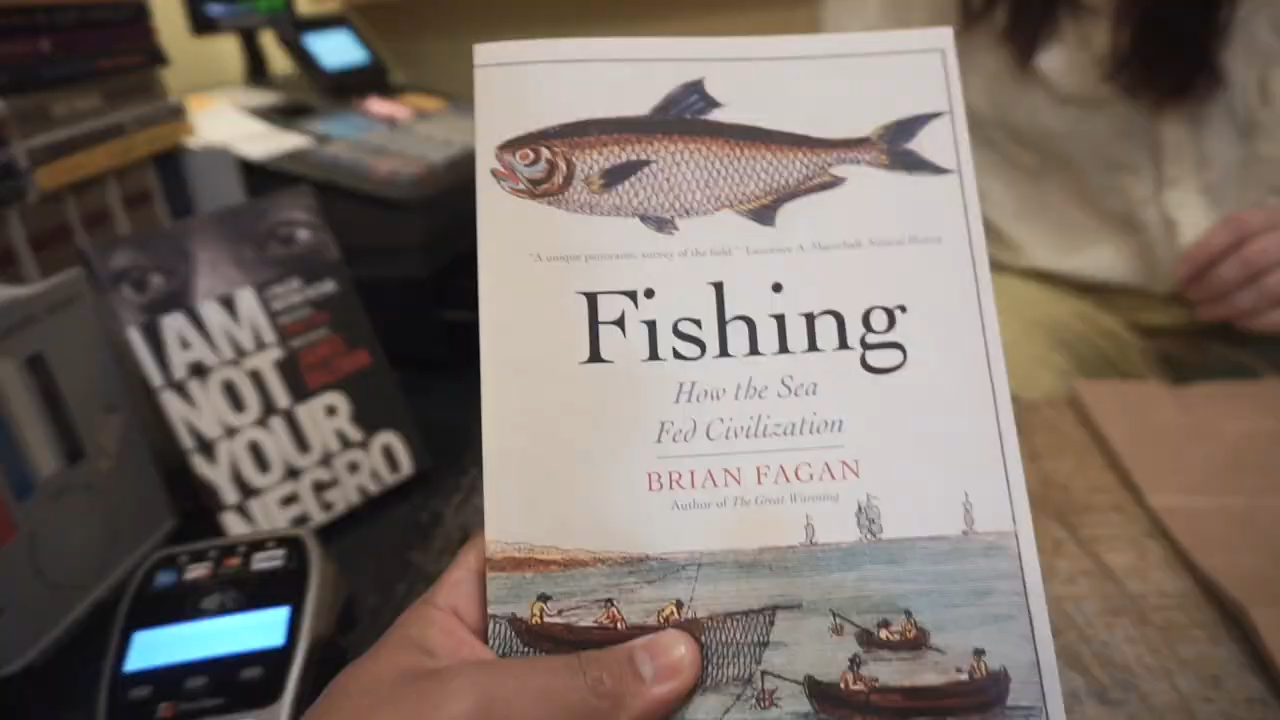 "A unique panoramic survey of the field." Laurence A. Marschall, Natural History
Fishing
How the Sea
Fed Civilization
BRIAN FAGAN
Author of The Great Warming
I AM
NOT
YOUR
NEGRO